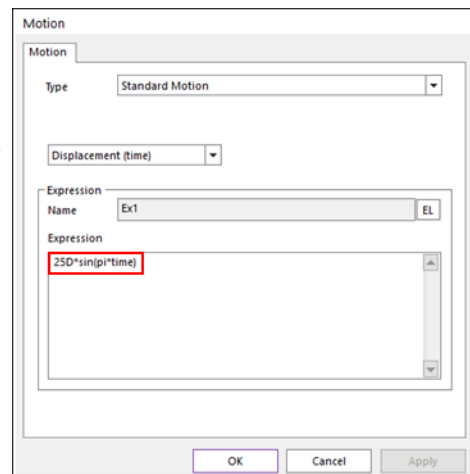 Motion
Motion
Type Standard Motion
Displacement (time)
Expression
Name Ex1 EL
Expression
25D*sin(pi*time)
OK Cancel Apply